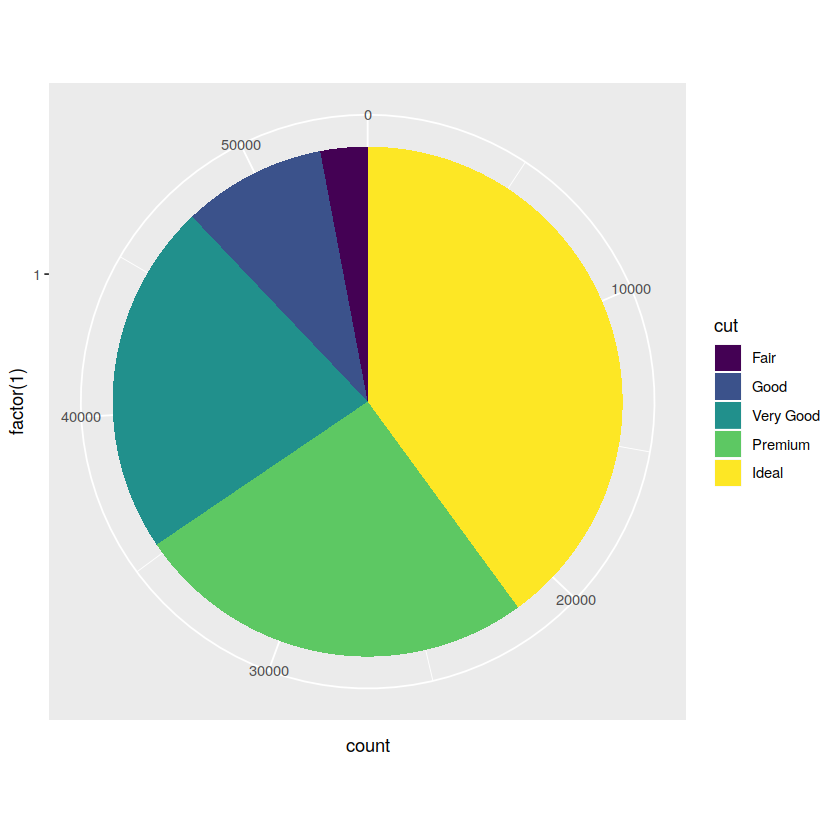 0
50000
10000
1
40000
20000
30000
factor(1)
count
cut
Fair
Good
Very Good
Premium
Ideal